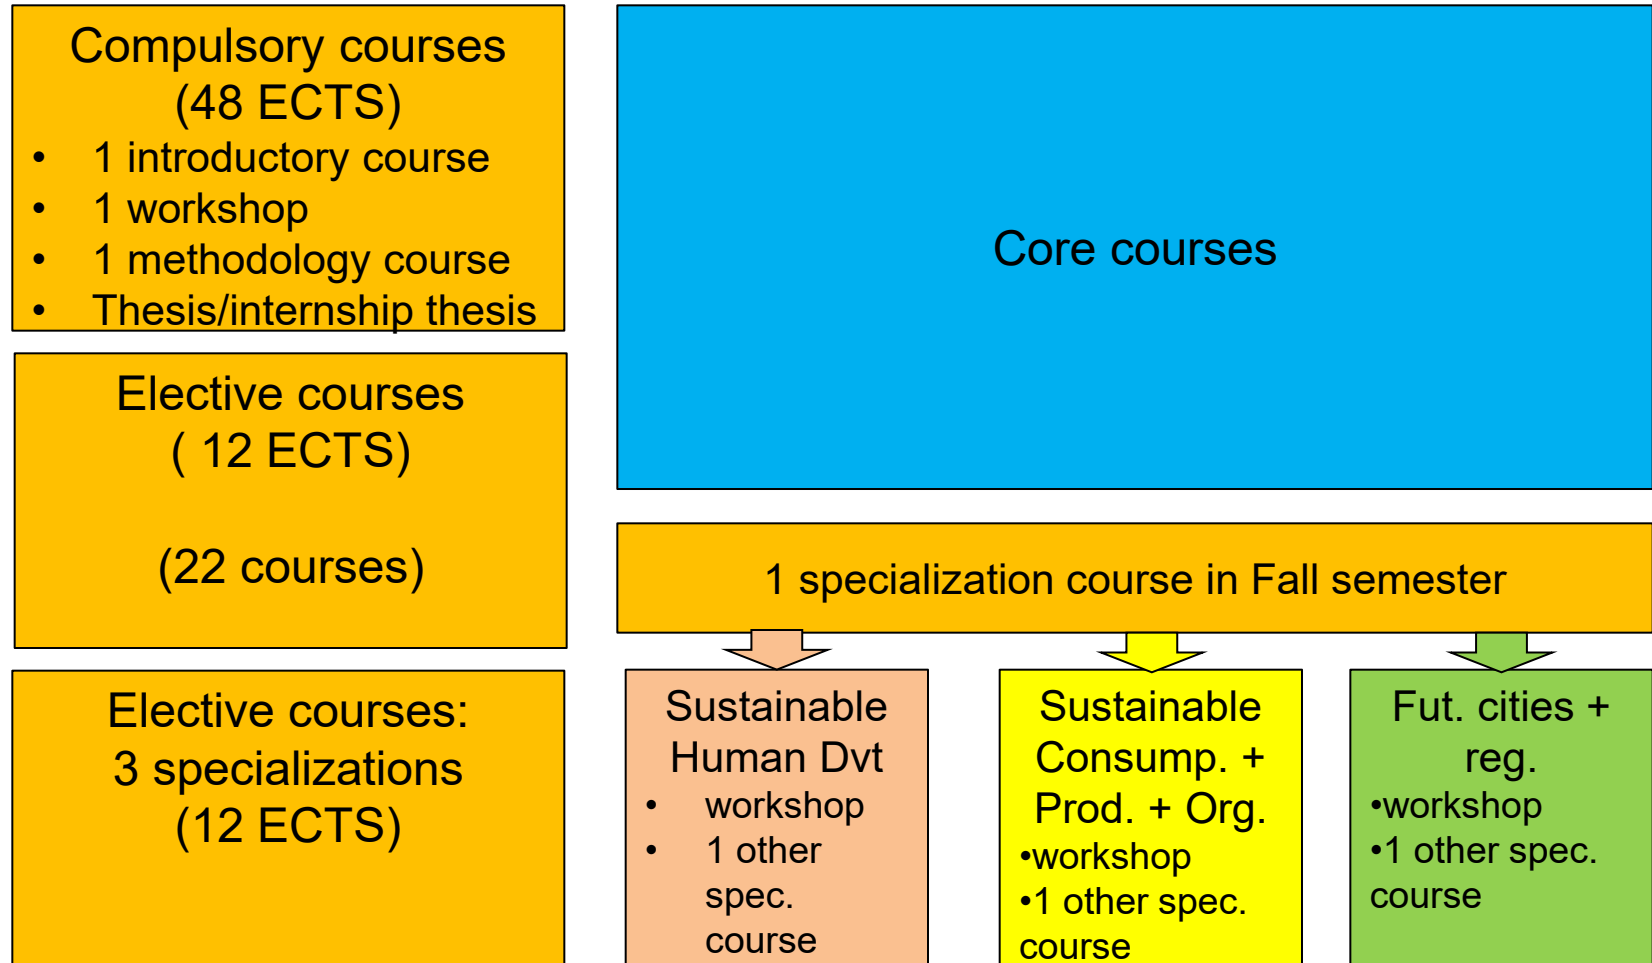 Compulsory courses
(48 ECTS)
• 1 introductory course
• 1 workshop
• 1 methodology course
• Thesis/internship thesis
Elective courses
( 12 ECTS)
(22 courses)
Elective courses:
3 specializations
(12 ECTS)
Core courses
1 specialization course in Fall semester
Sustainable
Human Dvt
• workshop
• 1 other
spec.
course
Sustainable
Consump. +
Prod. + Org.
•workshop
•1 other spec.
course
Fut. cities +
reg.
•workshop
•1 other spec.
course